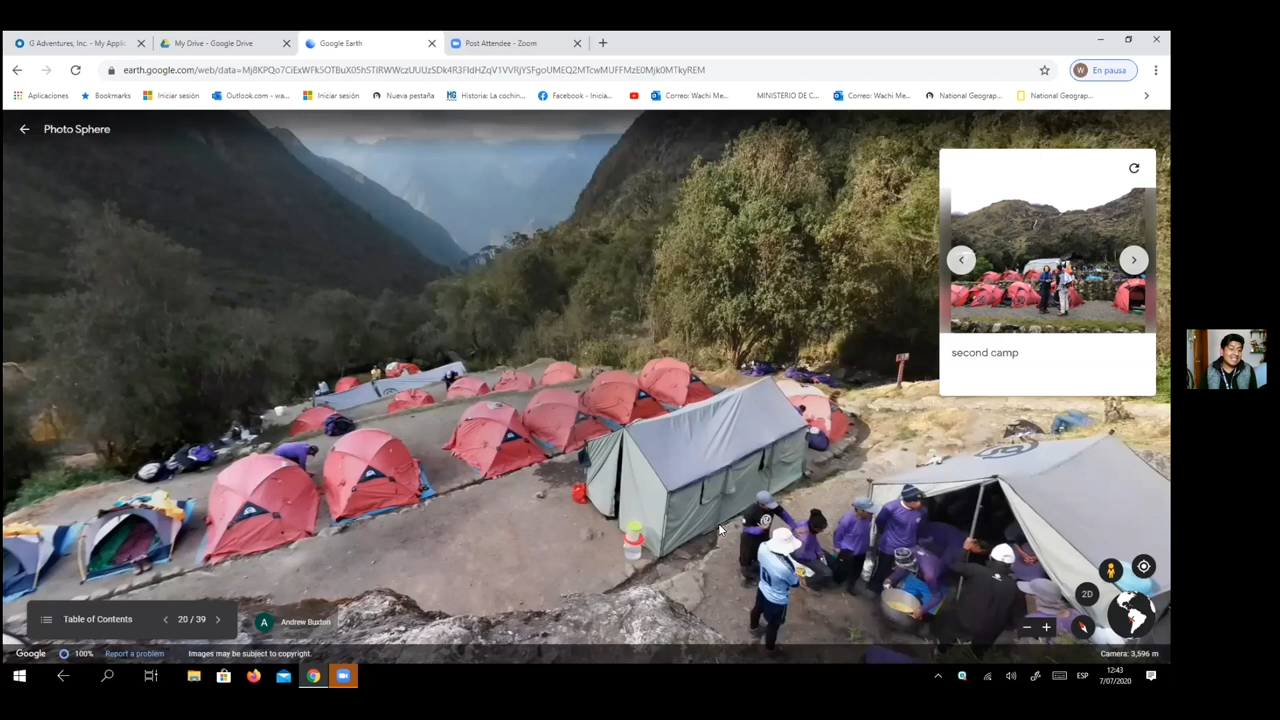 G Adventures, Inc. - My Applic
My Drive - Google Drive
Google Earth
Post Attendee - Zoom
earth.google.com/web/data=Mj8KPQo7CiExWFk5OTBuX05hSTlRWWczUUUzSDk4R3FIdHZqV1VVRjYSFgoUMEQ2MTcwMUFFMzE0Mjk0MTkyREM
En pausa
Aplicaciones
Bookmarks
Iniciar sesión
Outlook.com - wa...
Iniciar sesión
Nueva pestaña
Historia: La cochin...
Facebook - Inicia...
Correo: Wachi Me...
MINISTERIO DE C...
Correo: Wachi Me...
National Geograp...
National Geograp...
Photo Sphere
second camp
2D
Table of Contents
20 / 39
A
Andrew Buxton
Google
100%
Report a problem
Images may be subject to copyright.
Camera: 3,596 m
ESP
12:43
7/07/2020